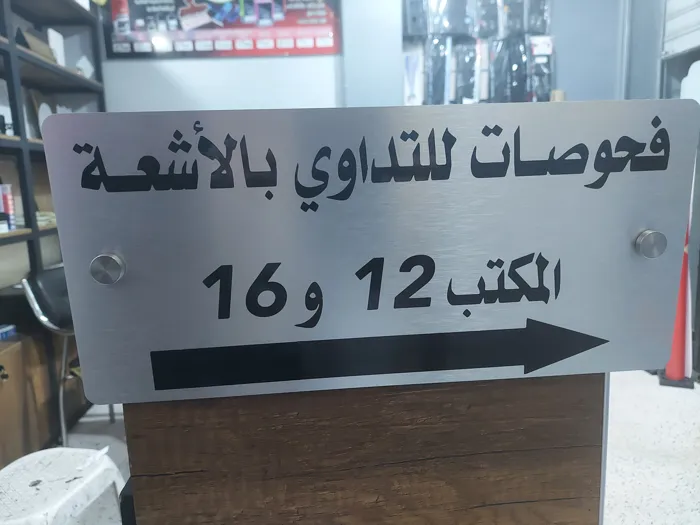 فحوصات للتداوي بالأشعة
المكتب 12 و 16